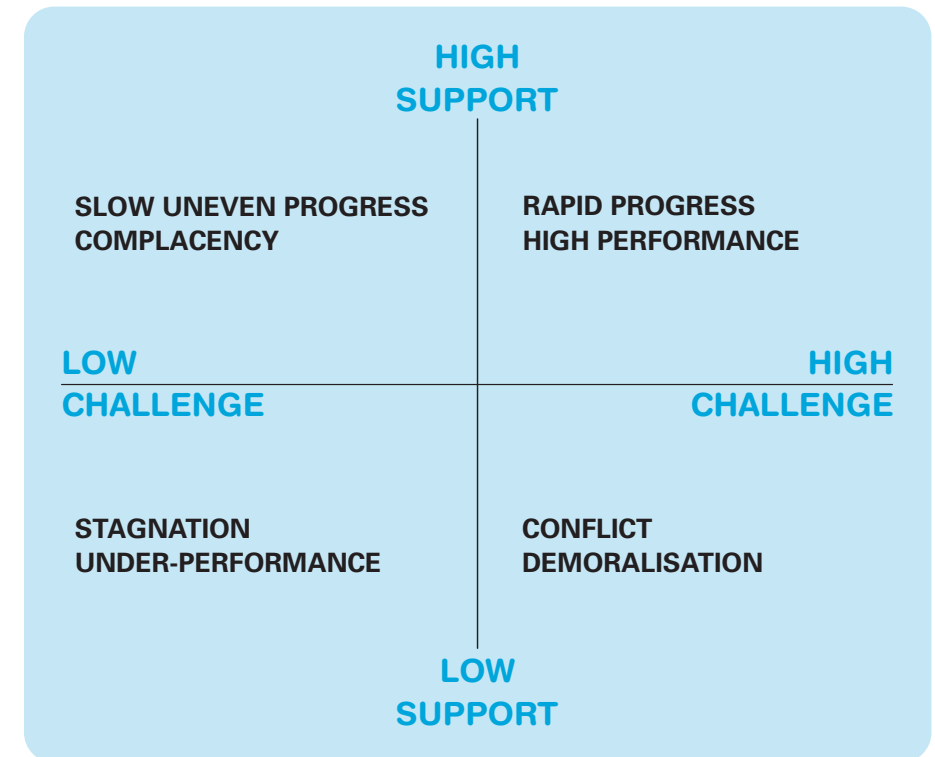 HIGH
SUPPORT
SLOW UNEVEN PROGRESS
COMPLACENCY
RAPID PROGRESS
HIGH PERFORMANCE
LOW
CHALLENGE
HIGH
CHALLENGE
STAGNATION
UNDER-PERFORMANCE
CONFLICT
DEMORALISATION
LOW
SUPPORT